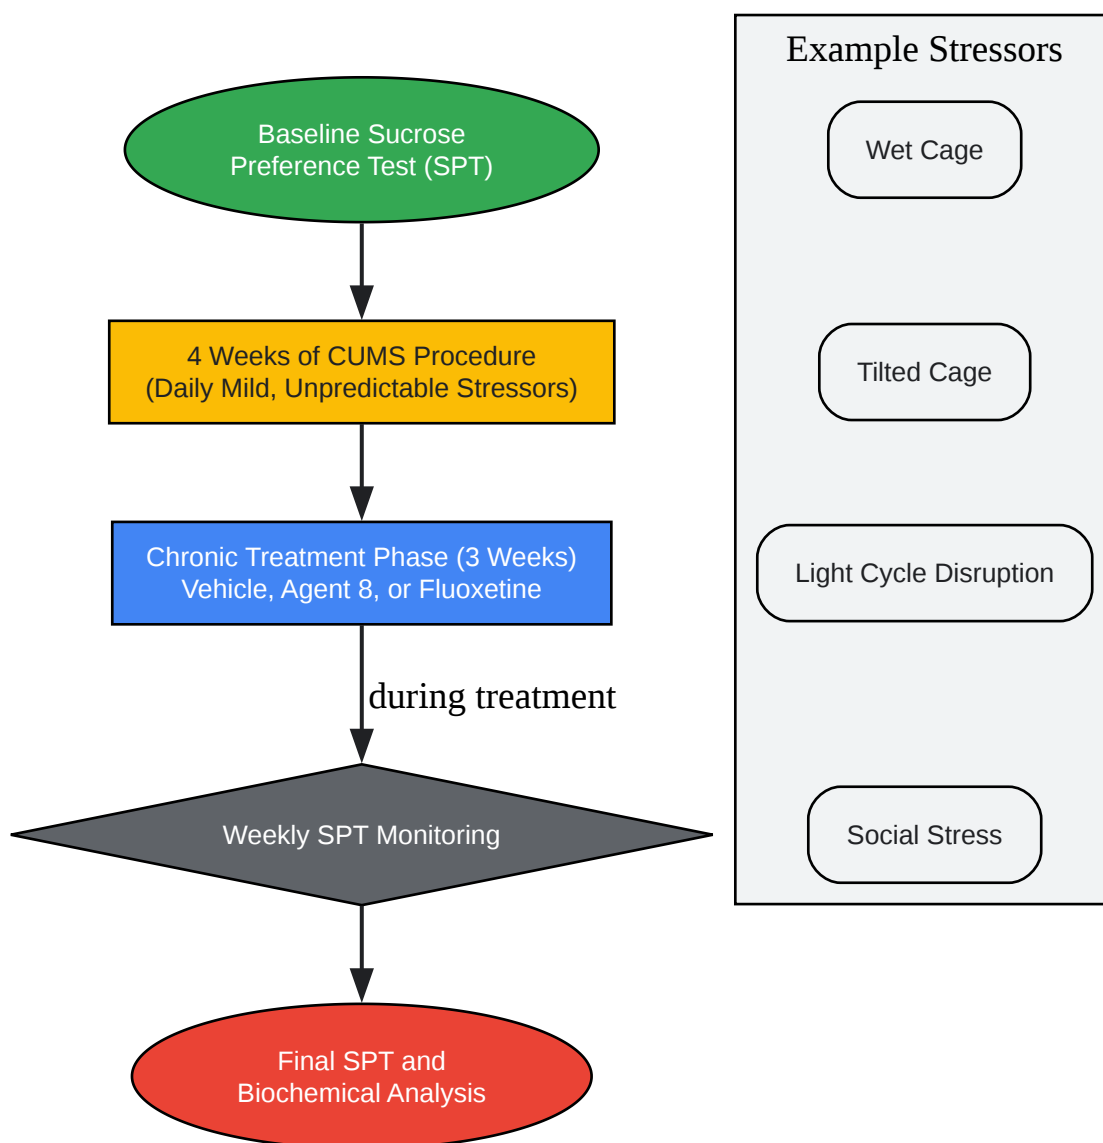 Baseline Sucrose
Preference Test (SPT)
4 Weeks of CUMS Procedure
(Daily Mild, Unpredictable Stressors)
Chronic Treatment Phase (3 Weeks)
Vehicle, Agent 8, or Fluoxetine
during treatment
Weekly SPT Monitoring
Final SPT and
Biochemical Analysis
Example Stressors
Wet Cage
Tilted Cage
Light Cycle Disruption
Social Stress